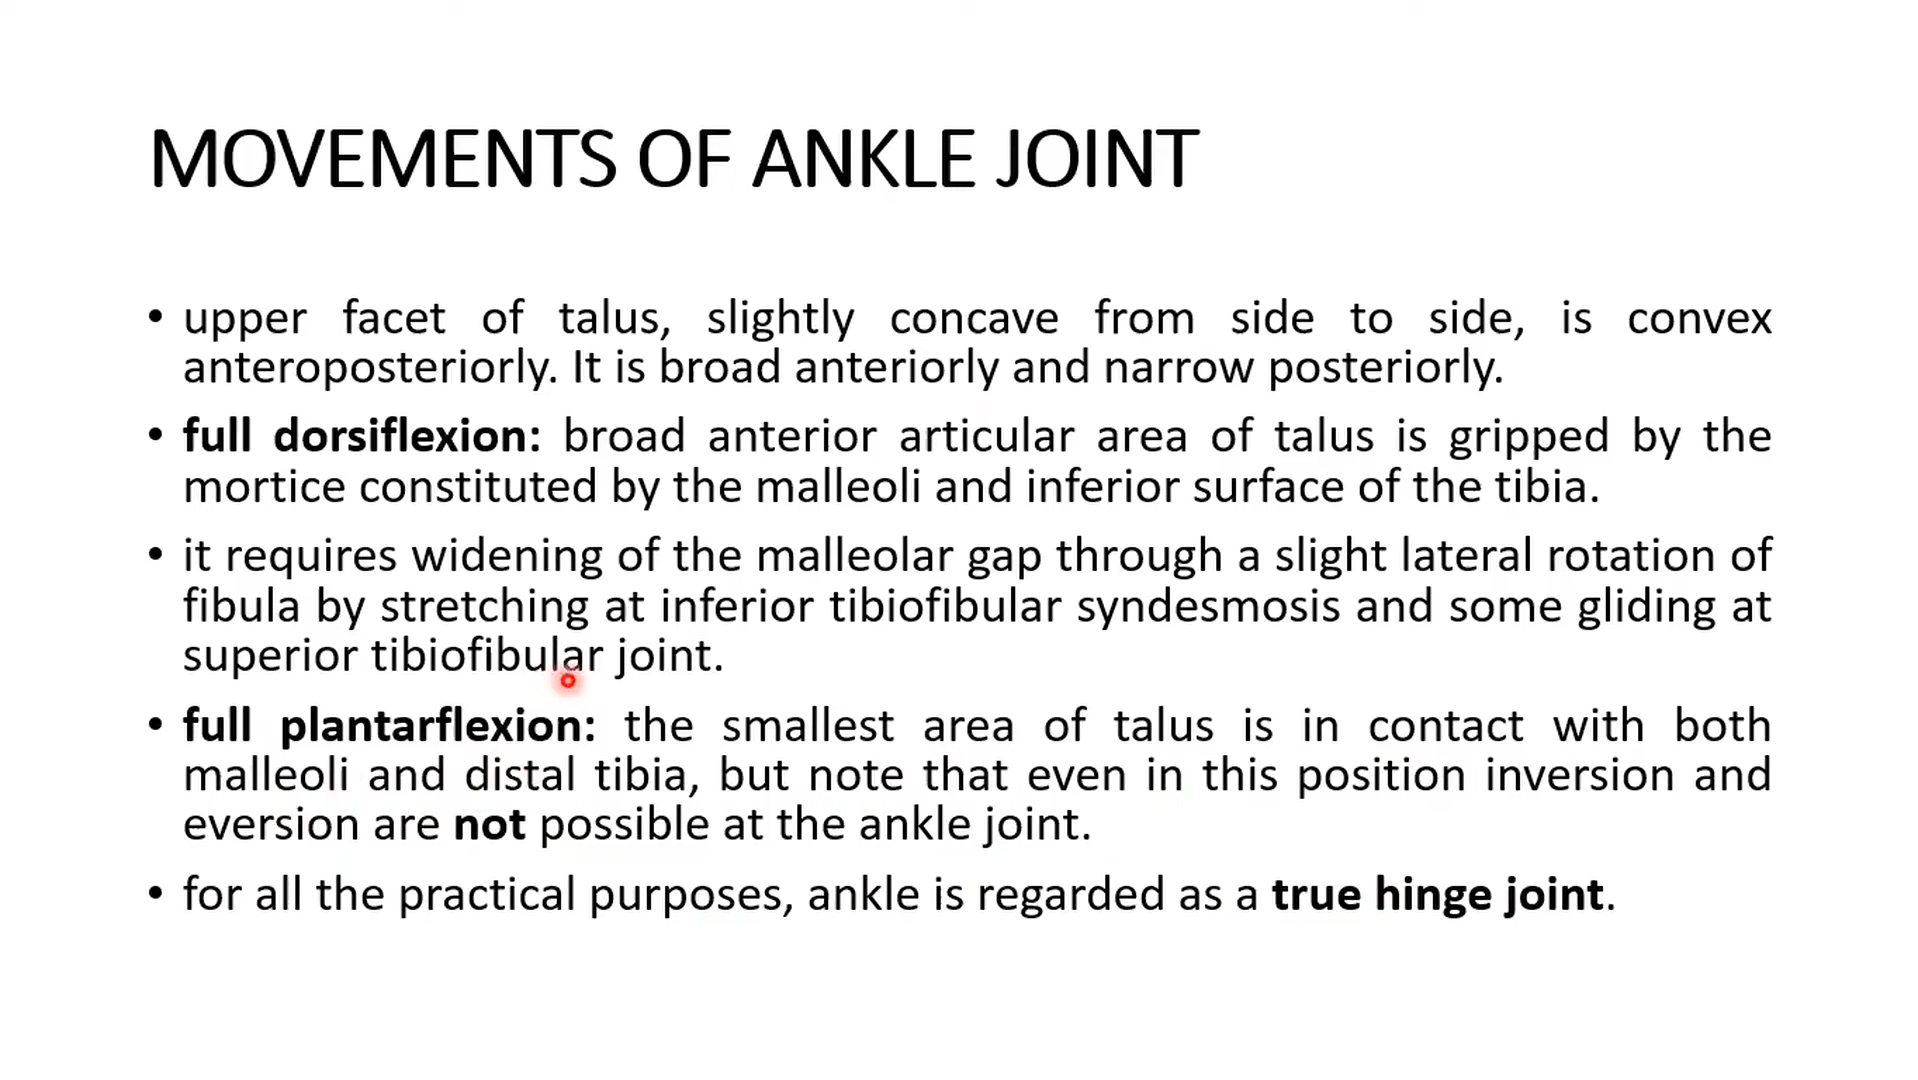 MOVEMENTS OF ANKLE JOINT
• upper facet of talus, slightly concave from side to side, is convex
anteroposteriorly. It is broad anteriorly and narrow posteriorly.
• full dorsiflexion: broad anterior articular area of talus is gripped by the
mortice constituted by the malleoli and inferior surface of the tibia.
• it requires widening of the malleolar gap through a slight lateral rotation of
fibula by stretching at inferior tibiofibular syndesmosis and some gliding at
superior tibiofibular joint.
• full plantarflexion: the smallest area of talus is in contact with both
malleoli and distal tibia, but note that even in this position inversion and
eversion are not possible at the ankle joint.
• for all the practical purposes, ankle is regarded as a true hinge joint.